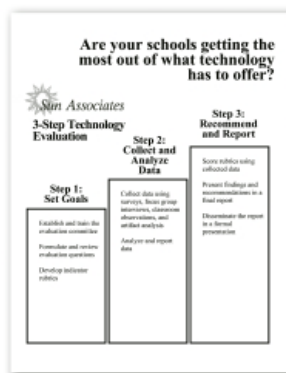 Are your schools getting the
most out of what technology
has to offer?
Sun Associates
3-Step Technology
Evaluation
Step 1:
Set Goals
Establish and train the
evaluation committee
Formulate and review
evaluation questions
Develop indicator
rubrics
Step 2:
Collect and
Analyze
Data
Collect data using
surveys, focus group
interviews, classroom
observations, and
artifact analysis
Analyze and report
data
Step 3:
Recommend
and Report
Score rubrics using
collected data
Present findings and
recommendations in a
final report
Disseminate the report
in a formal
presentation